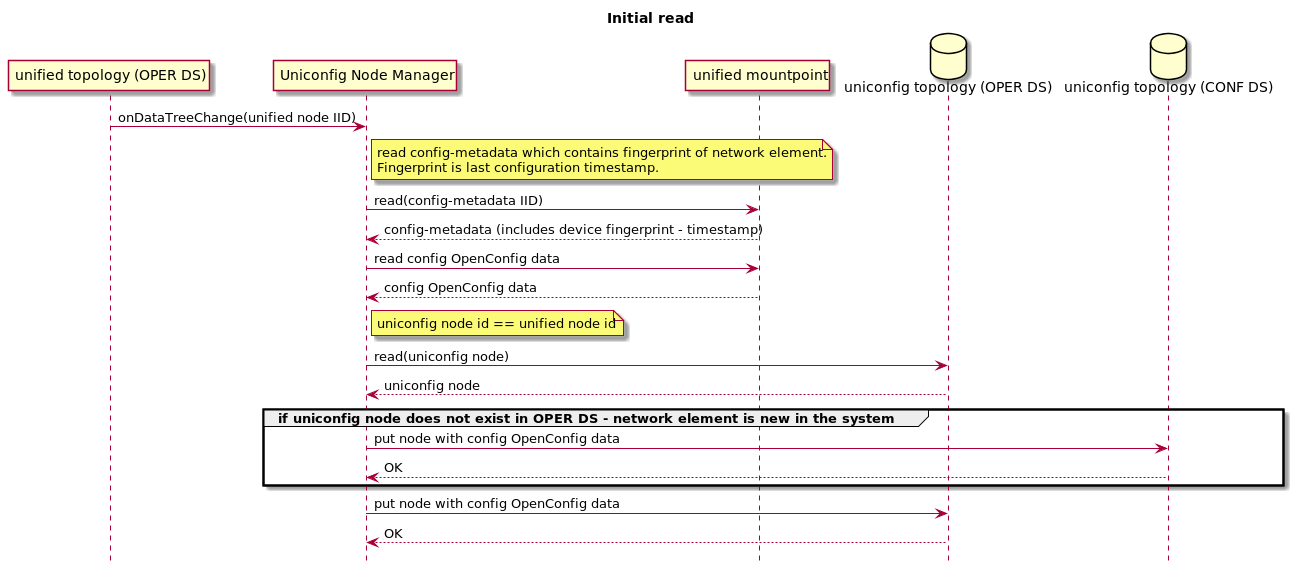 Initial read
unified topology (OPER DS)
Uniconfig Node Manager
unified mountpoint
uniconfig topology (OPER DS)
uniconfig topology (CONF DS)
onDataTreeChange(unified node IID)
read config-metadata which contains fingerprint of network element.
Fingerprint is last configuration timestamp.
read(config-metadata IID)
config-metadata (includes device fingerprint - timestamp)
read config OpenConfig data
config OpenConfig data
uniconfig node id == unified node id
read(uniconfig node)
uniconfig node
if uniconfig node does not exist in OPER DS - network element is new in the system
put node with config OpenConfig data
OK
put node with config OpenConfig data
OK